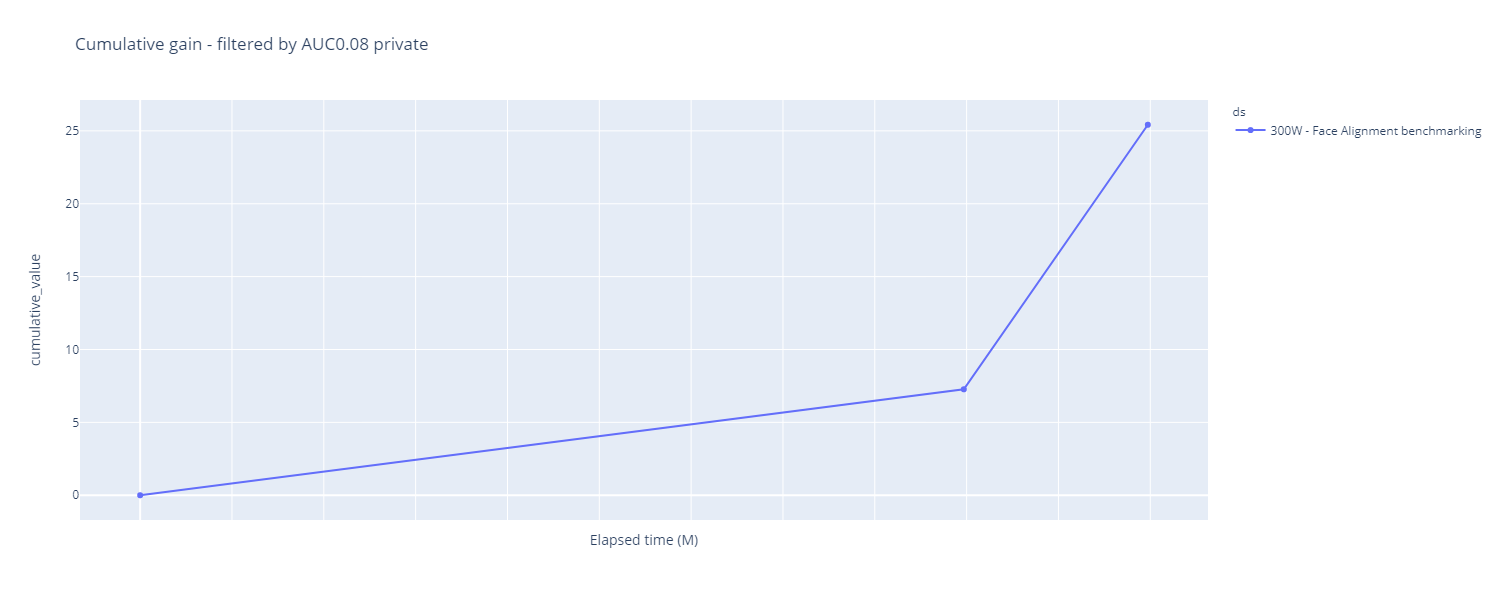 Cumulative gain - filtered by AUC0.08 private
ds
300W - Face Alignment benchmarking
25
20
15
10
5
0
cumulative_value
Elapsed time (M)